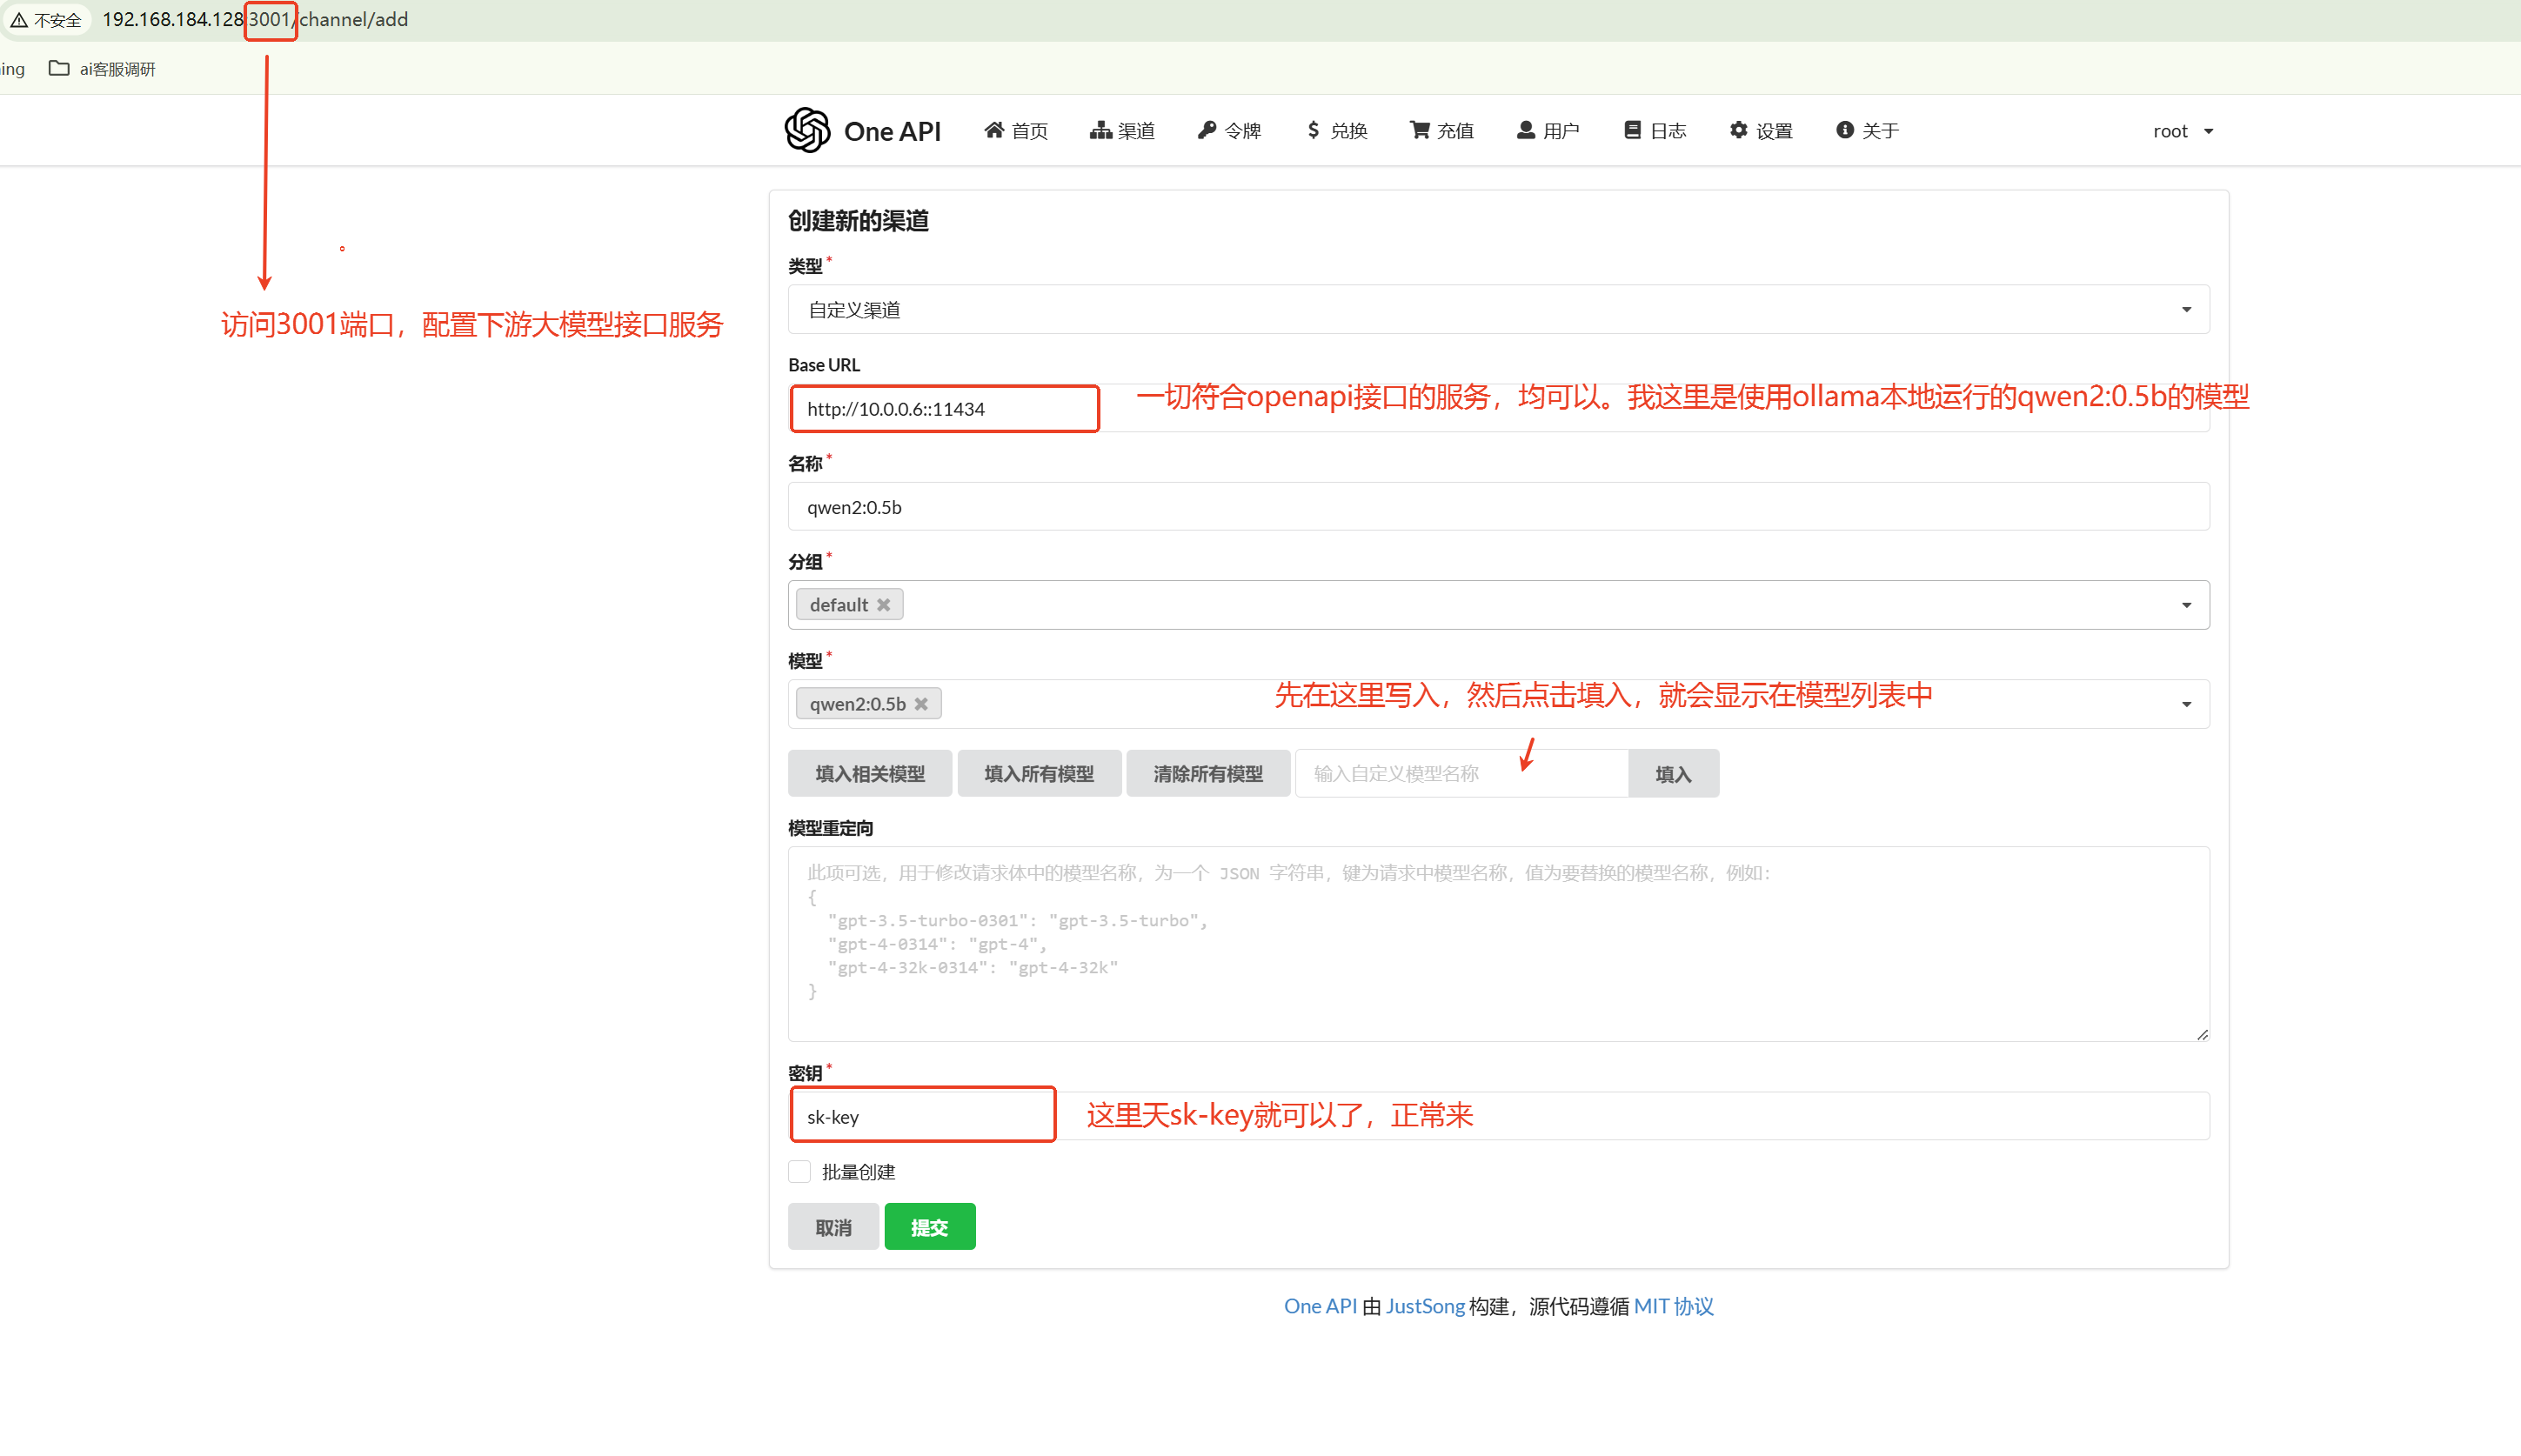 不安全 192.168.184.128:3001/channel/add
ing ai客服调研
One API 首页 渠道 令牌 兑换 充值 用户 日志 设置 关于 root
创建新的渠道
类型*
自定义渠道
访问3001端口，配置下游大模型接口服务
Base URL
http://10.0.0.6::11434
一切符合openapi接口的服务，均可以。我这里是使用ollama本地运行的qwen2:0.5b的模型
名称*
qwen2:0.5b
分组*
default
模型*
qwen2:0.5b
先在这里写入，然后点击填入，就会显示在模型列表中
填入相关模型 填入所有模型 清除所有模型 输入自定义模型名称 填入
模型重定向
此项可选，用于修改请求体中的模型名称，为一个 JSON 字符串，键为请求中模型名称，值为要替换的模型名称，例如：
{
"gpt-3.5-turbo-0301": "gpt-3.5-turbo",
"gpt-4-0314": "gpt-4",
"gpt-4-32k-0314": "gpt-4-32k"
}
密钥*
sk-key
这里天sk-key就可以了，正常来
批量创建
取消 提交
One API 由 JustSong 构建，源代码遵循 MIT 协议